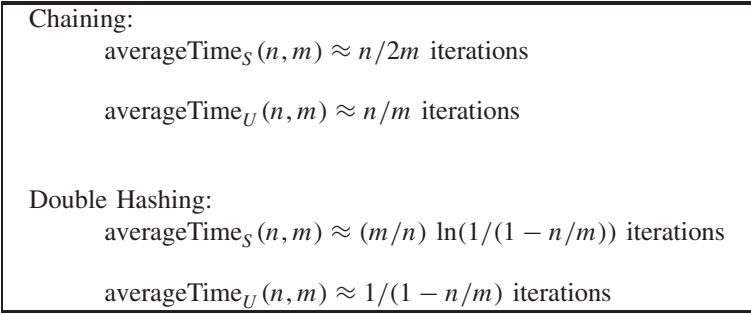 Chaining:
averageTime_S(n, m) ≈ n/2m iterations
averageTime_U(n, m) ≈ n/m iterations
Double Hashing:
averageTime_S(n, m) ≈ (m/n) ln(1/(1 − n/m)) iterations
averageTime_U(n, m) ≈ 1/(1 − n/m) iterations